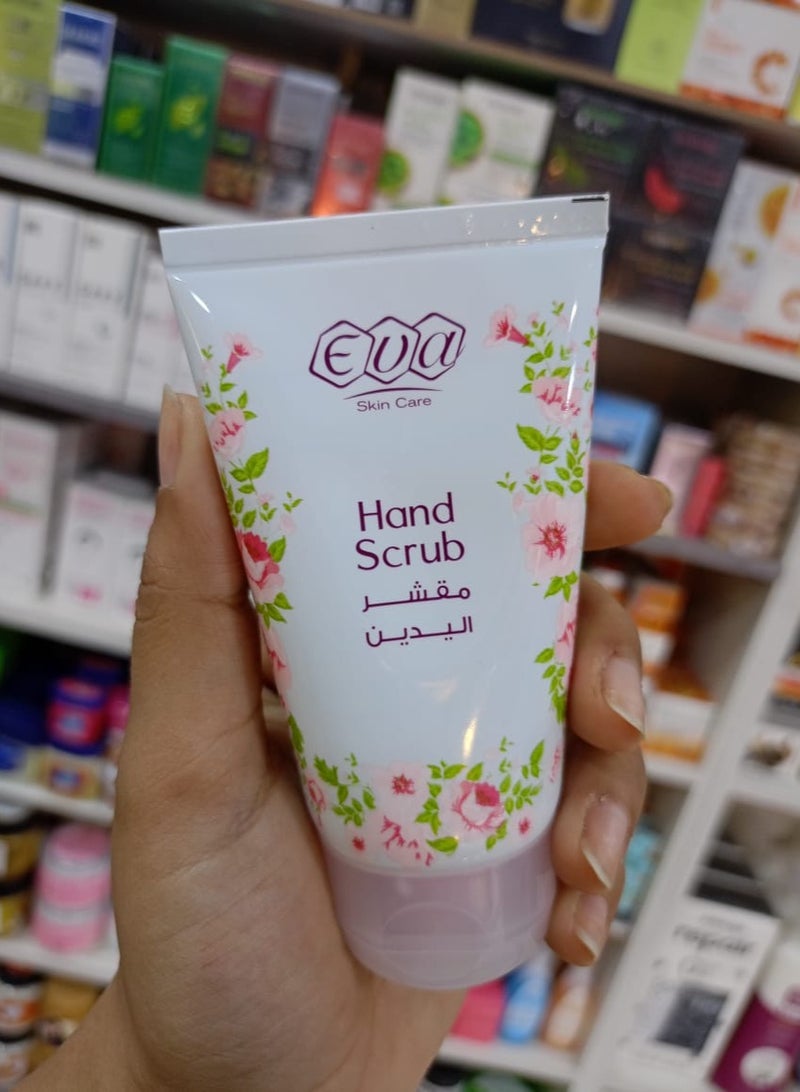 eva
Skin Care
Hand
Scrub
مقشر
اليدين